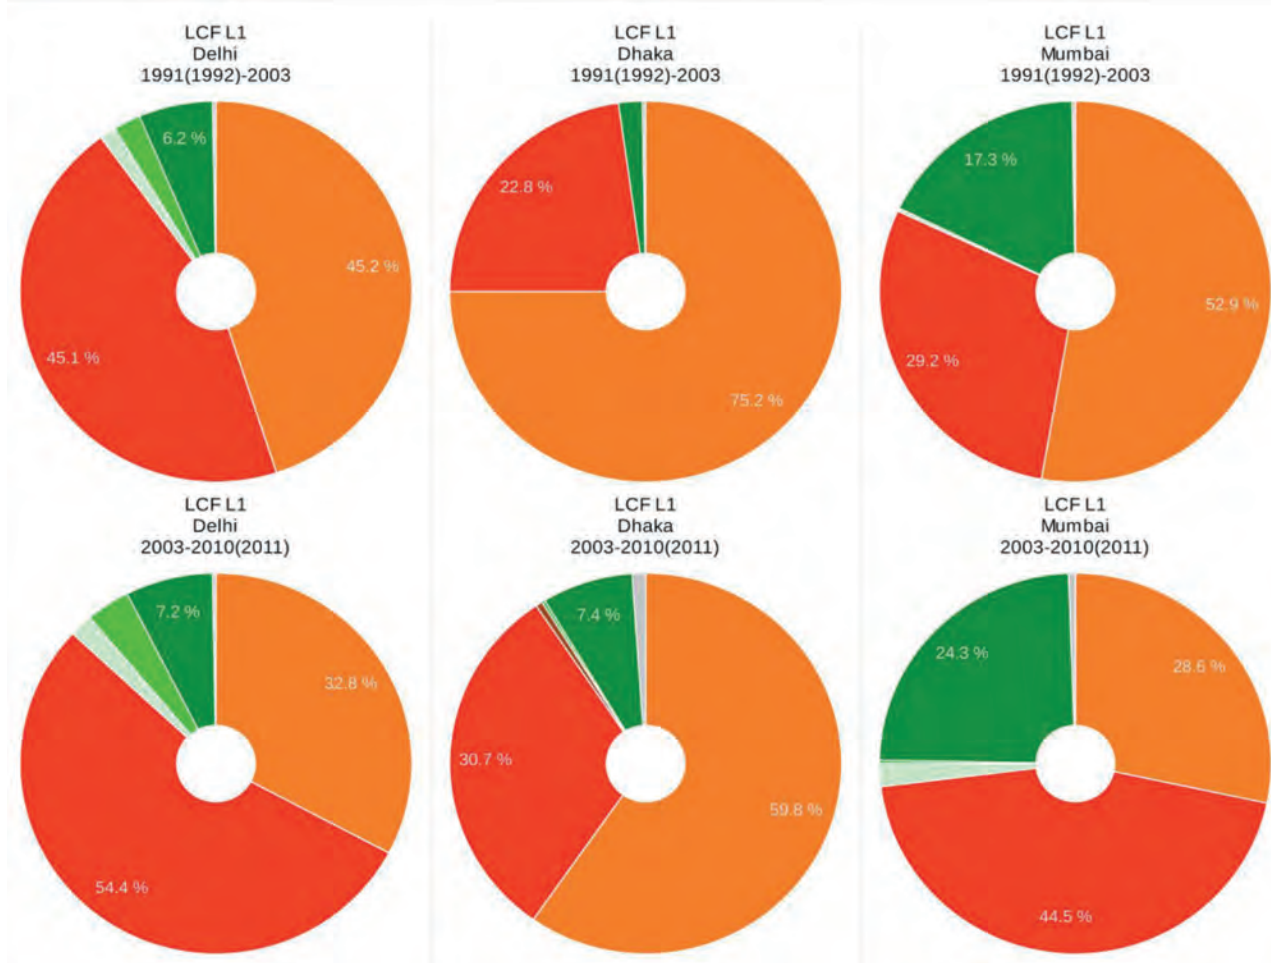 LCF L1
Delhi
1991(1992)-2003
6.2 %
45.2 %
45.1 %
LCF L1
Dhaka
1991(1992)-2003
22.8 %
75.2 %
LCF L1
Mumbai
1991(1992)-2003
17.3 %
52.9 %
29.2 %
LCF L1
Delhi
2003-2010(2011)
7.2 %
32.8 %
54.4 %
LCF L1
Dhaka
2003-2010(2011)
7.4 %
30.7 %
59.8 %
LCF L1
Mumbai
2003-2010(2011)
24.3 %
28.6 %
44.5 %